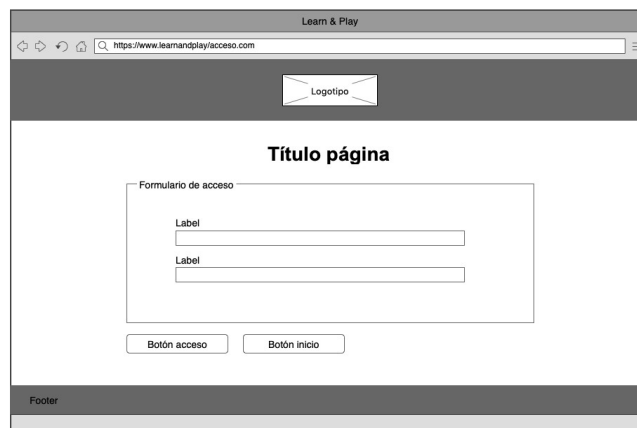 Learn & Play
https://www.learnandplay/acceso.com
Logotipo
Título página
Formulario de acceso
Label
Label
Botón acceso
Botón inicio
Footer